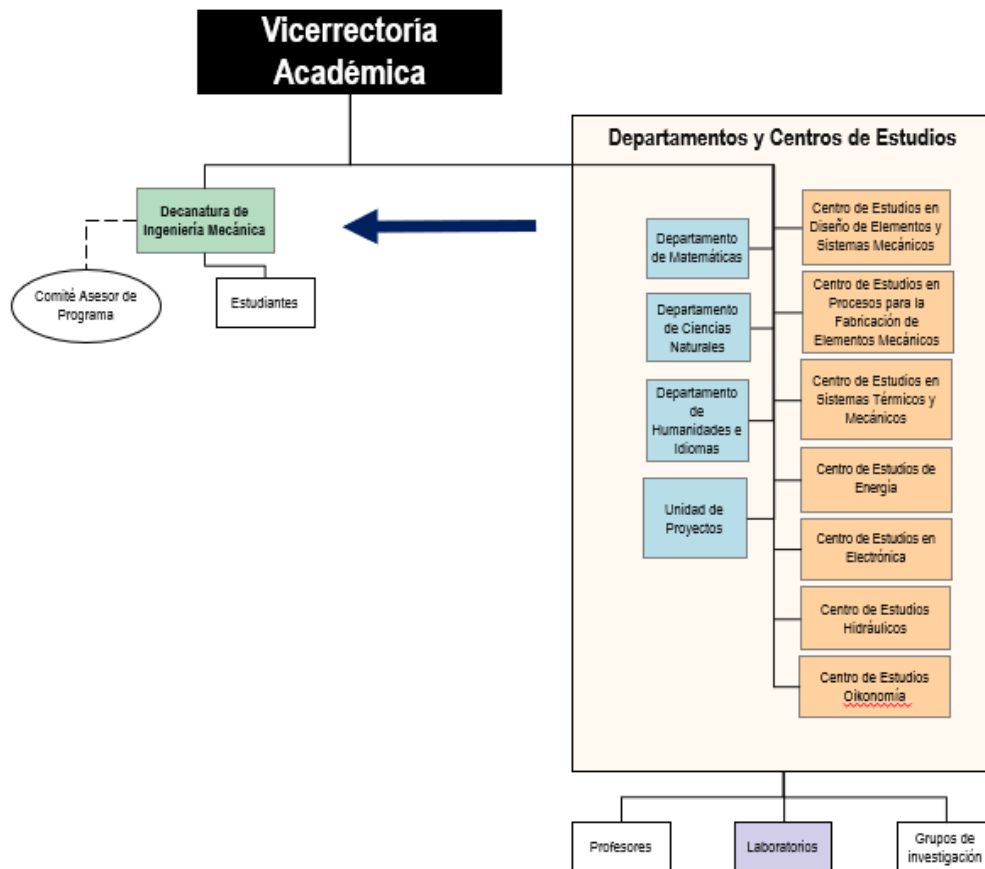 Vicerrectoría
Académica
Departamentos y Centros de Estudios
Decanatura de
Ingeniería Mecánica
Comité Asesor de
Programa
Estudiantes
Departamento
de Matemáticas
Departamento
de Ciencias
Naturales
Departamento
de
Humanidades e
Idiomas
Unidad de
Proyectos
Centro de Estudios en
Diseño de Elementos y
Sistemas Mecánicos
Centro de Estudios en
Procesos para la
Fabricación de
Elementos Mecánicos
Centro de Estudios en
Sistemas Térmicos y
Mecánicos
Centro de Estudios de
Energía
Centro de Estudios en
Electrónica
Centro de Estudios
Hidráulicos
Centro de Estudios
Oikonomía
Profesores
Laboratorios
Grupos de
investigación